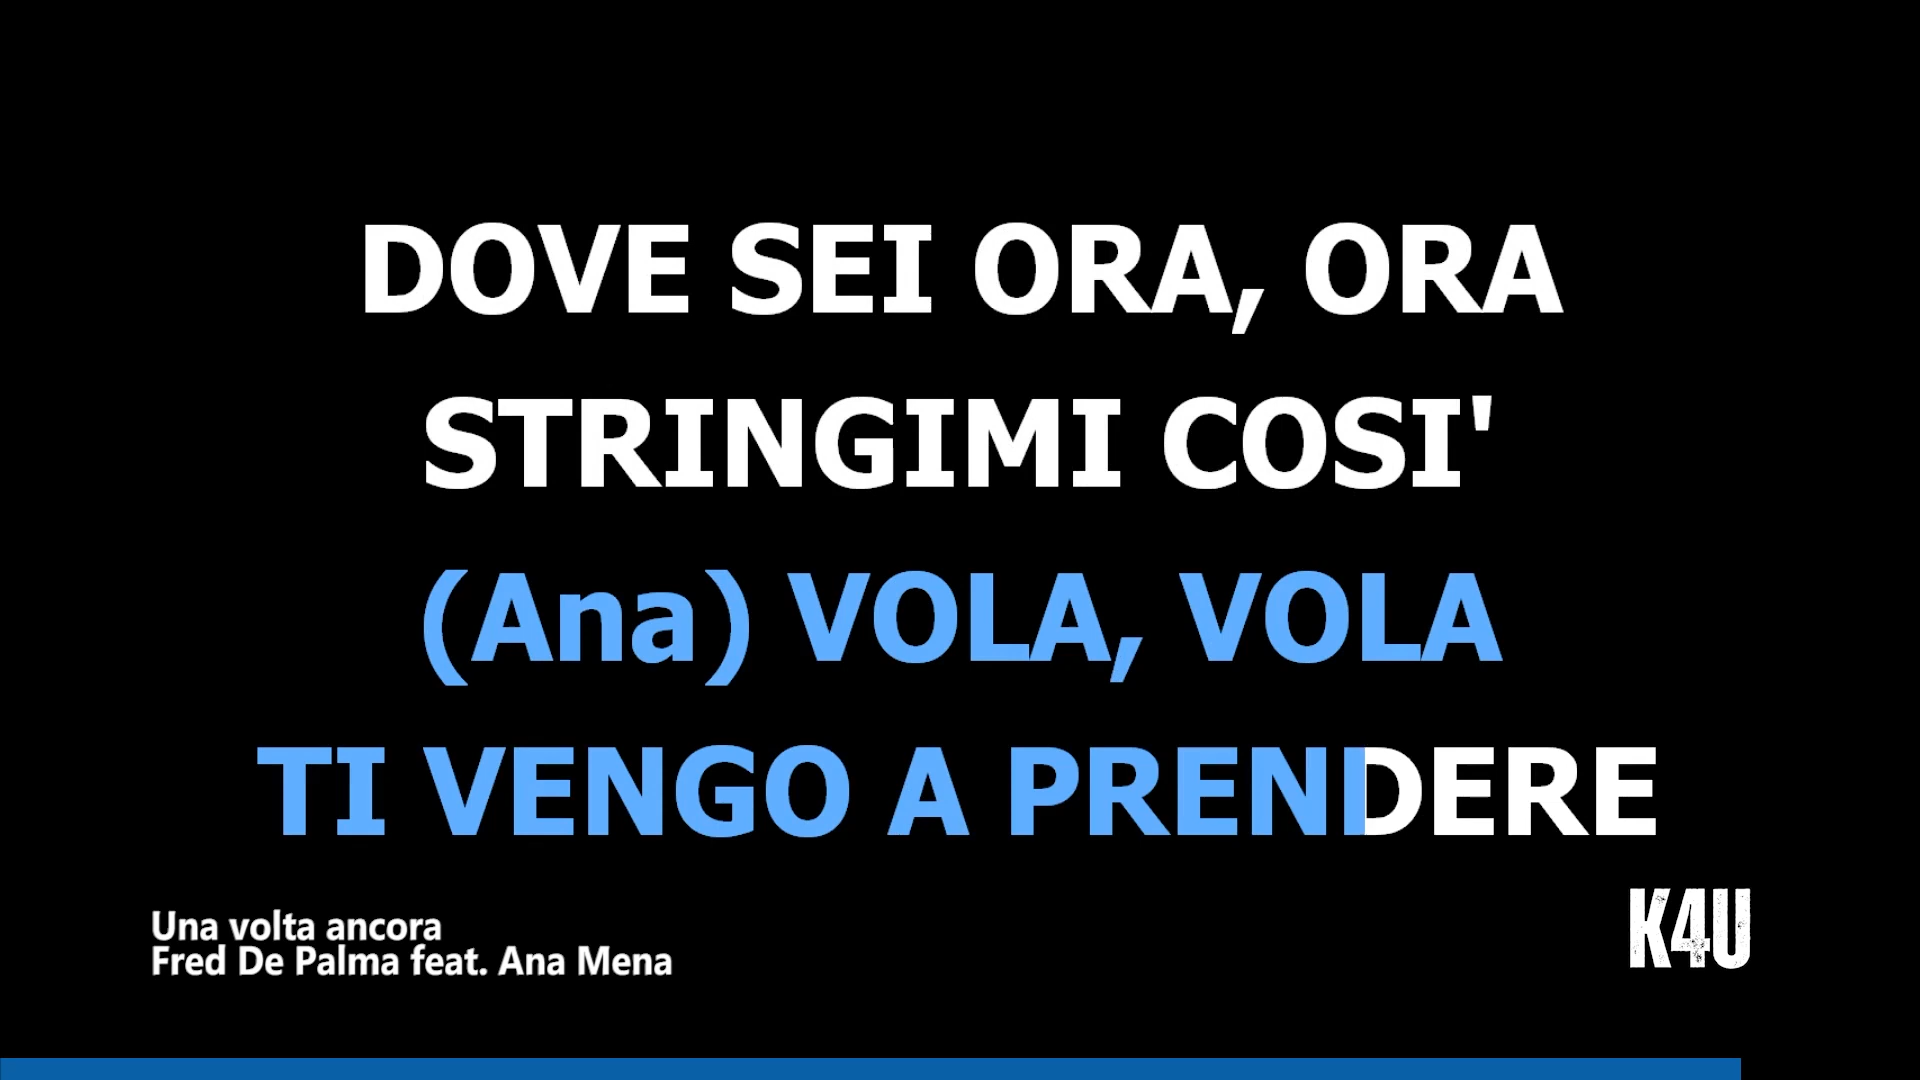 DOVE SEI ORA, ORA
STRINGIMI COSI'
(Ana) VOLA, VOLA
TI VENGO A PRENDERE
Una volta ancora
Fred De Palma feat. Ana Mena
K4U